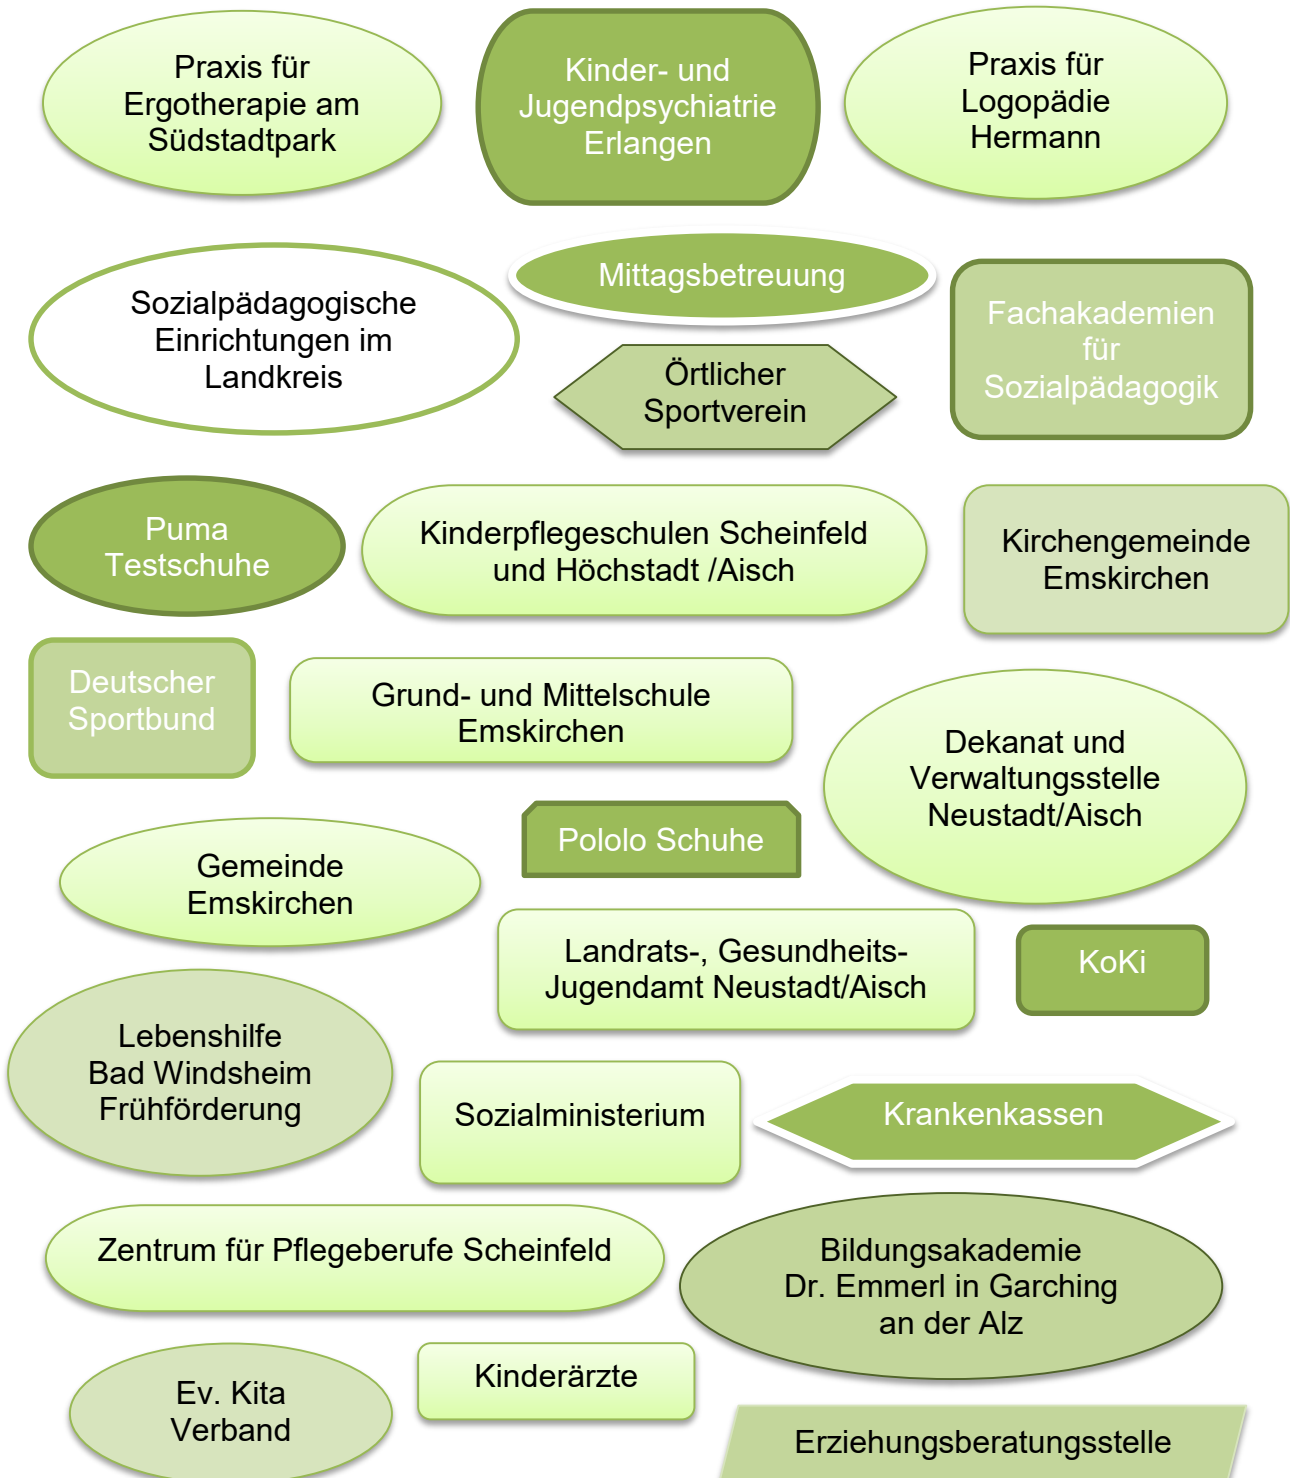 Praxis für
Ergotherapie am
Südstadtpark
Kinder- und
Jugendpsychiatrie
Erlangen
Praxis für
Logopädie
Hermann
Sozialpädagogische
Einrichtungen im
Landkreis
Mittagsbetreuung
Fachakademien
für
Sozialpädagogik
Örtlicher
Sportverein
Puma
Testschuhe
Kinderpflegeschulen Scheinfeld
und Höchstadt /Aisch
Kirchengemeinde
Emskirchen
Deutscher
Sportbund
Grund- und Mittelschule
Emskirchen
Dekanat und
Verwaltungsstelle
Neustadt/Aisch
Pololo Schuhe
Gemeinde
Emskirchen
Landrats-, Gesundheits-
Jugendamt Neustadt/Aisch
KoKi
Lebenshilfe
Bad Windsheim
Frühförderung
Sozialministerium
Krankenkassen
Zentrum für Pflegeberufe Scheinfeld
Bildungsakademie
Dr. Emmerl in Garching
an der Alz
Ev. Kita
Verband
Kinderärzte
Erziehungsberatungsstelle